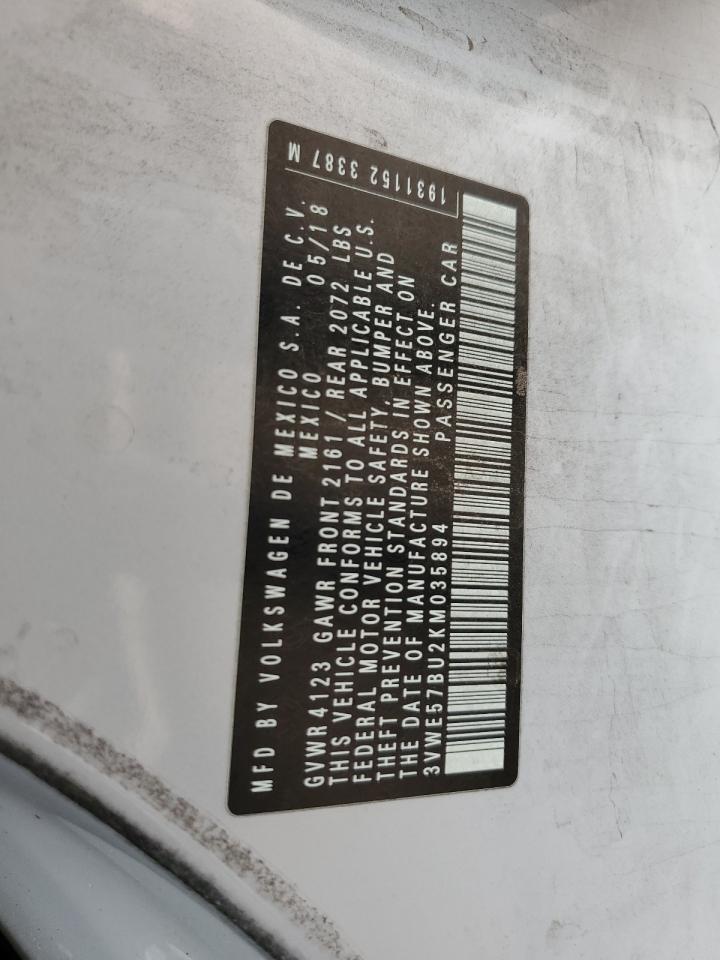 MFD BY VOLKSWAGEN DE MEXICO S.A. DE C.V.
MEXICO 05/18
GVWR 4123 GAWR FRONT 2161 / REAR 2072 LBS
THIS VEHICLE CONFORMS TO ALL APPLICABLE U.S.
FEDERAL MOTOR VEHICLE SAFETY, BUMPER AND
THEFT PREVENTION STANDARDS IN EFFECT ON
THE DATE OF MANUFACTURE SHOWN ABOVE.
3VWE57BU2KM035894 PASSENGER CAR
1931152 3387 M